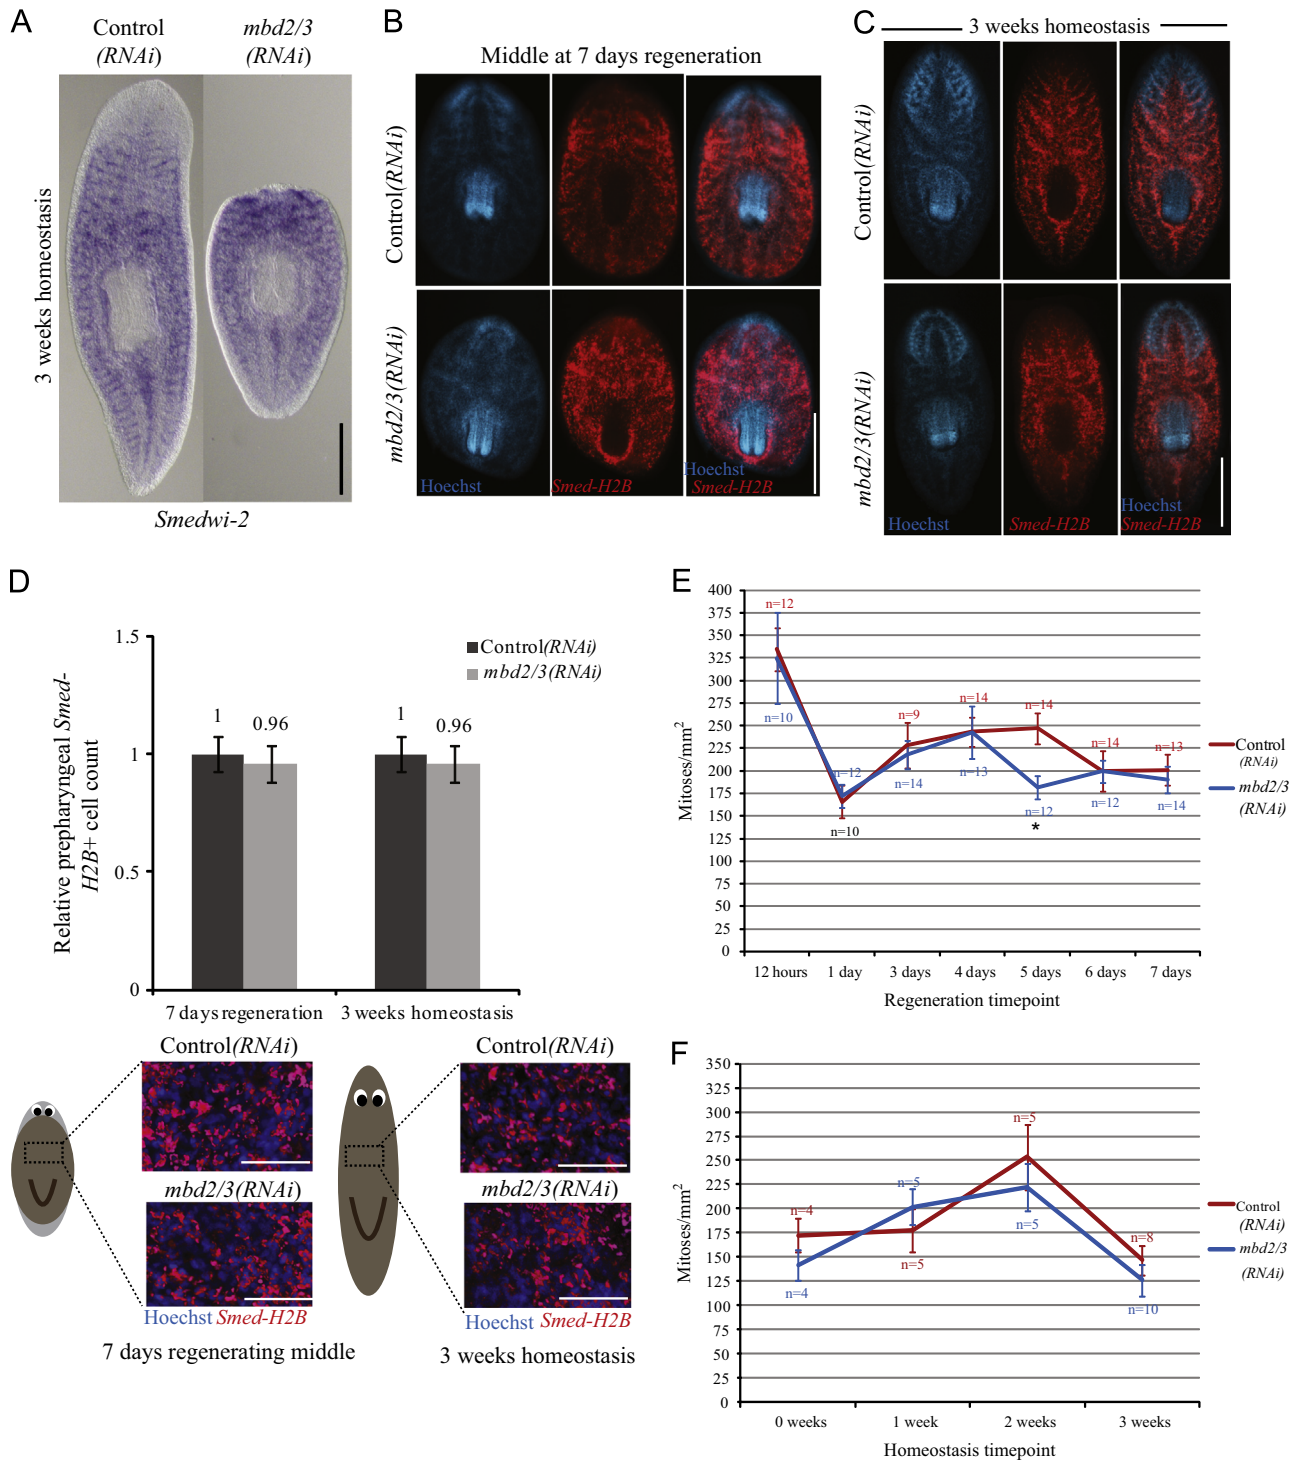 A
Control
(RNAi)
mbd2/3
(RNAi)
3 weeks homeostasis
Smedwi-2
B
Middle at 7 days regeneration
Control(RNAi)
mbd2/3(RNAi)
Hoechst
Smed-H2B
Hoechst
Smed-H2B
C
3 weeks homeostasis
Control(RNAi)
mbd2/3(RNAi)
Hoechst
Smed-H2B
Hoechst
Smed-H2B
D
Relative prepharyngeal Smed-
H2B+ cell count
1.5
1
0.5
0
Control(RNAi)
mbd2/3(RNAi)
1
0.96
1
0.96
7 days regeneration
3 weeks homeostasis
Control(RNAi)
mbd2/3(RNAi)
Hoechst Smed-H2B
7 days regenerating middle
Control(RNAi)
mbd2/3(RNAi)
Hoechst Smed-H2B
3 weeks homeostasis
E
Mitoses/mm2
400
375
350
325
300
275
250
225
200
175
150
125
100
75
50
25
0
n=12
n=10
n=12
n=10
n=9
n=14
n=14
n=13
n=14
n=12
*
n=14
n=12
n=13
n=14
12 hours
1 day
3 days
4 days
5 days
6 days
7 days
Regeneration timepoint
Control
(RNAi)
mbd2/3
(RNAi)
F
Mitoses/mm2
350
325
300
275
250
225
200
175
150
125
100
75
50
25
0
n=4
n=4
n=5
n=5
n=5
n=5
n=8
n=10
0 weeks
1 week
2 weeks
3 weeks
Homeostasis timepoint
Control
(RNAi)
mbd2/3
(RNAi)